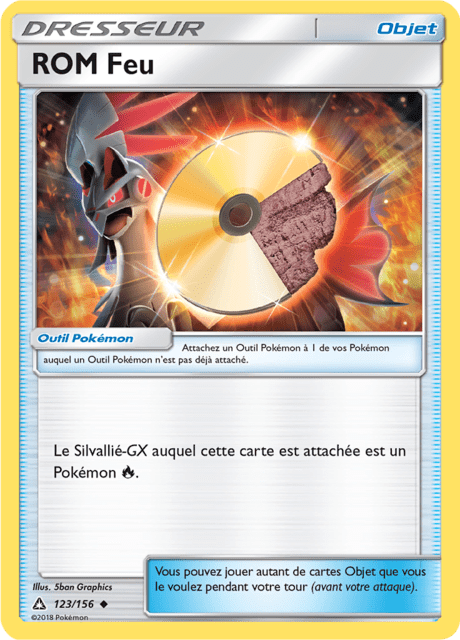 DRESSEUR
Objet
ROM Feu
Outil Pokémon
Attachez un Outil Pokémon à 1 de vos Pokémon
auquel un Outil Pokémon n'est pas déjà attaché.
Le Silvallié-GX auquel cette carte est attachée est un
Pokémon .
Vous pouvez jouer autant de cartes Objet que vous
le voulez pendant votre tour (avant votre attaque).
Illus. 5ban Graphics
123/156 ◆
©2018 Pokémon